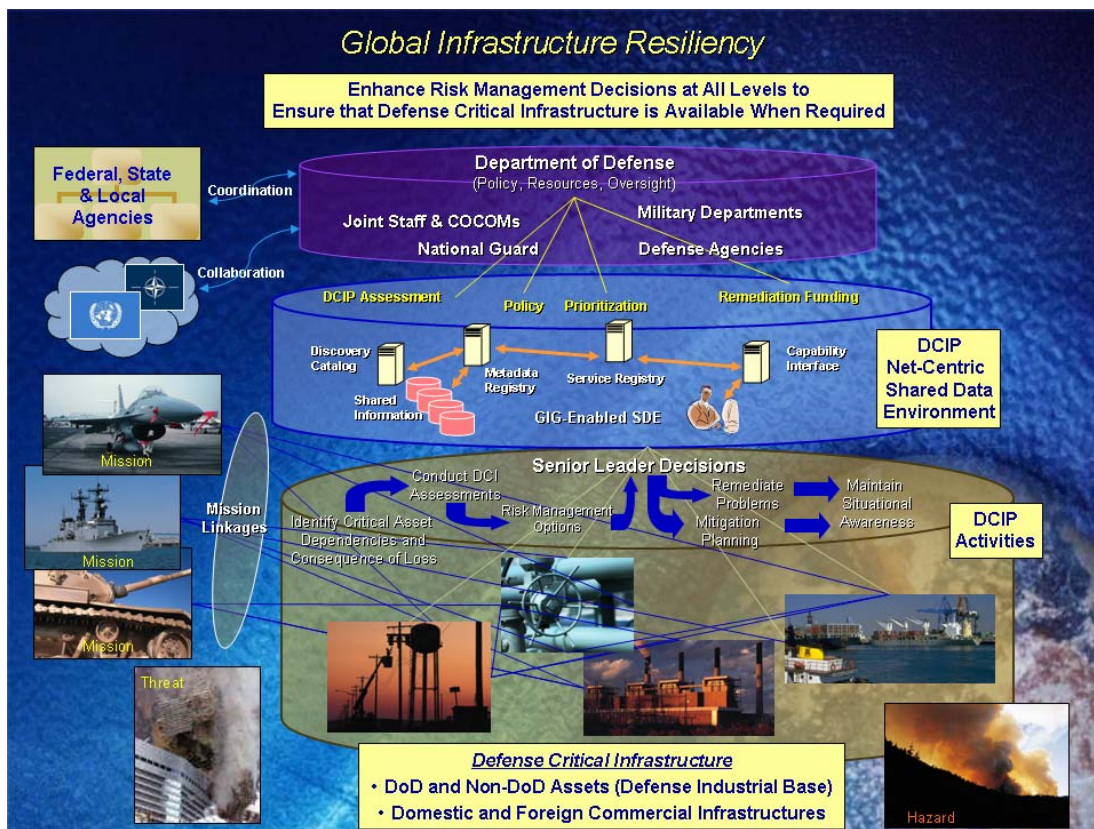 Global Infrastructure Resiliency
Enhance Risk Management Decisions at All Levels to
Ensure that Defense Critical Infrastructure is Available When Required
Federal, State
& Local
Agencies
Coordination
Collaboration
Department of Defense
(Policy, Resources, Oversight)
Joint Staff & COCOMs
Military Departments
National Guard
Defense Agencies
DCIP Assessment
Policy
Prioritization
Remediation Funding
Discovery
Catalog
Metadata
Registry
Service Registry
Capability
Interface
Shared
Information
GIG-Enabled SDE
DCIP
Net-Centric
Shared Data
Environment
Mission
Mission
Mission
Mission
Linkages
Senior Leader Decisions
Identify Critical Asset
Dependencies and
Consequence of Loss
Conduct DCI
Assessments
Risk Management
Options
Remediate
Problems
Mitigation
Planning
Maintain
Situational
Awareness
DCIP
Activities
Threat
Defense Critical Infrastructure
• DoD and Non-DoD Assets (Defense Industrial Base)
• Domestic and Foreign Commercial Infrastructures
Hazard